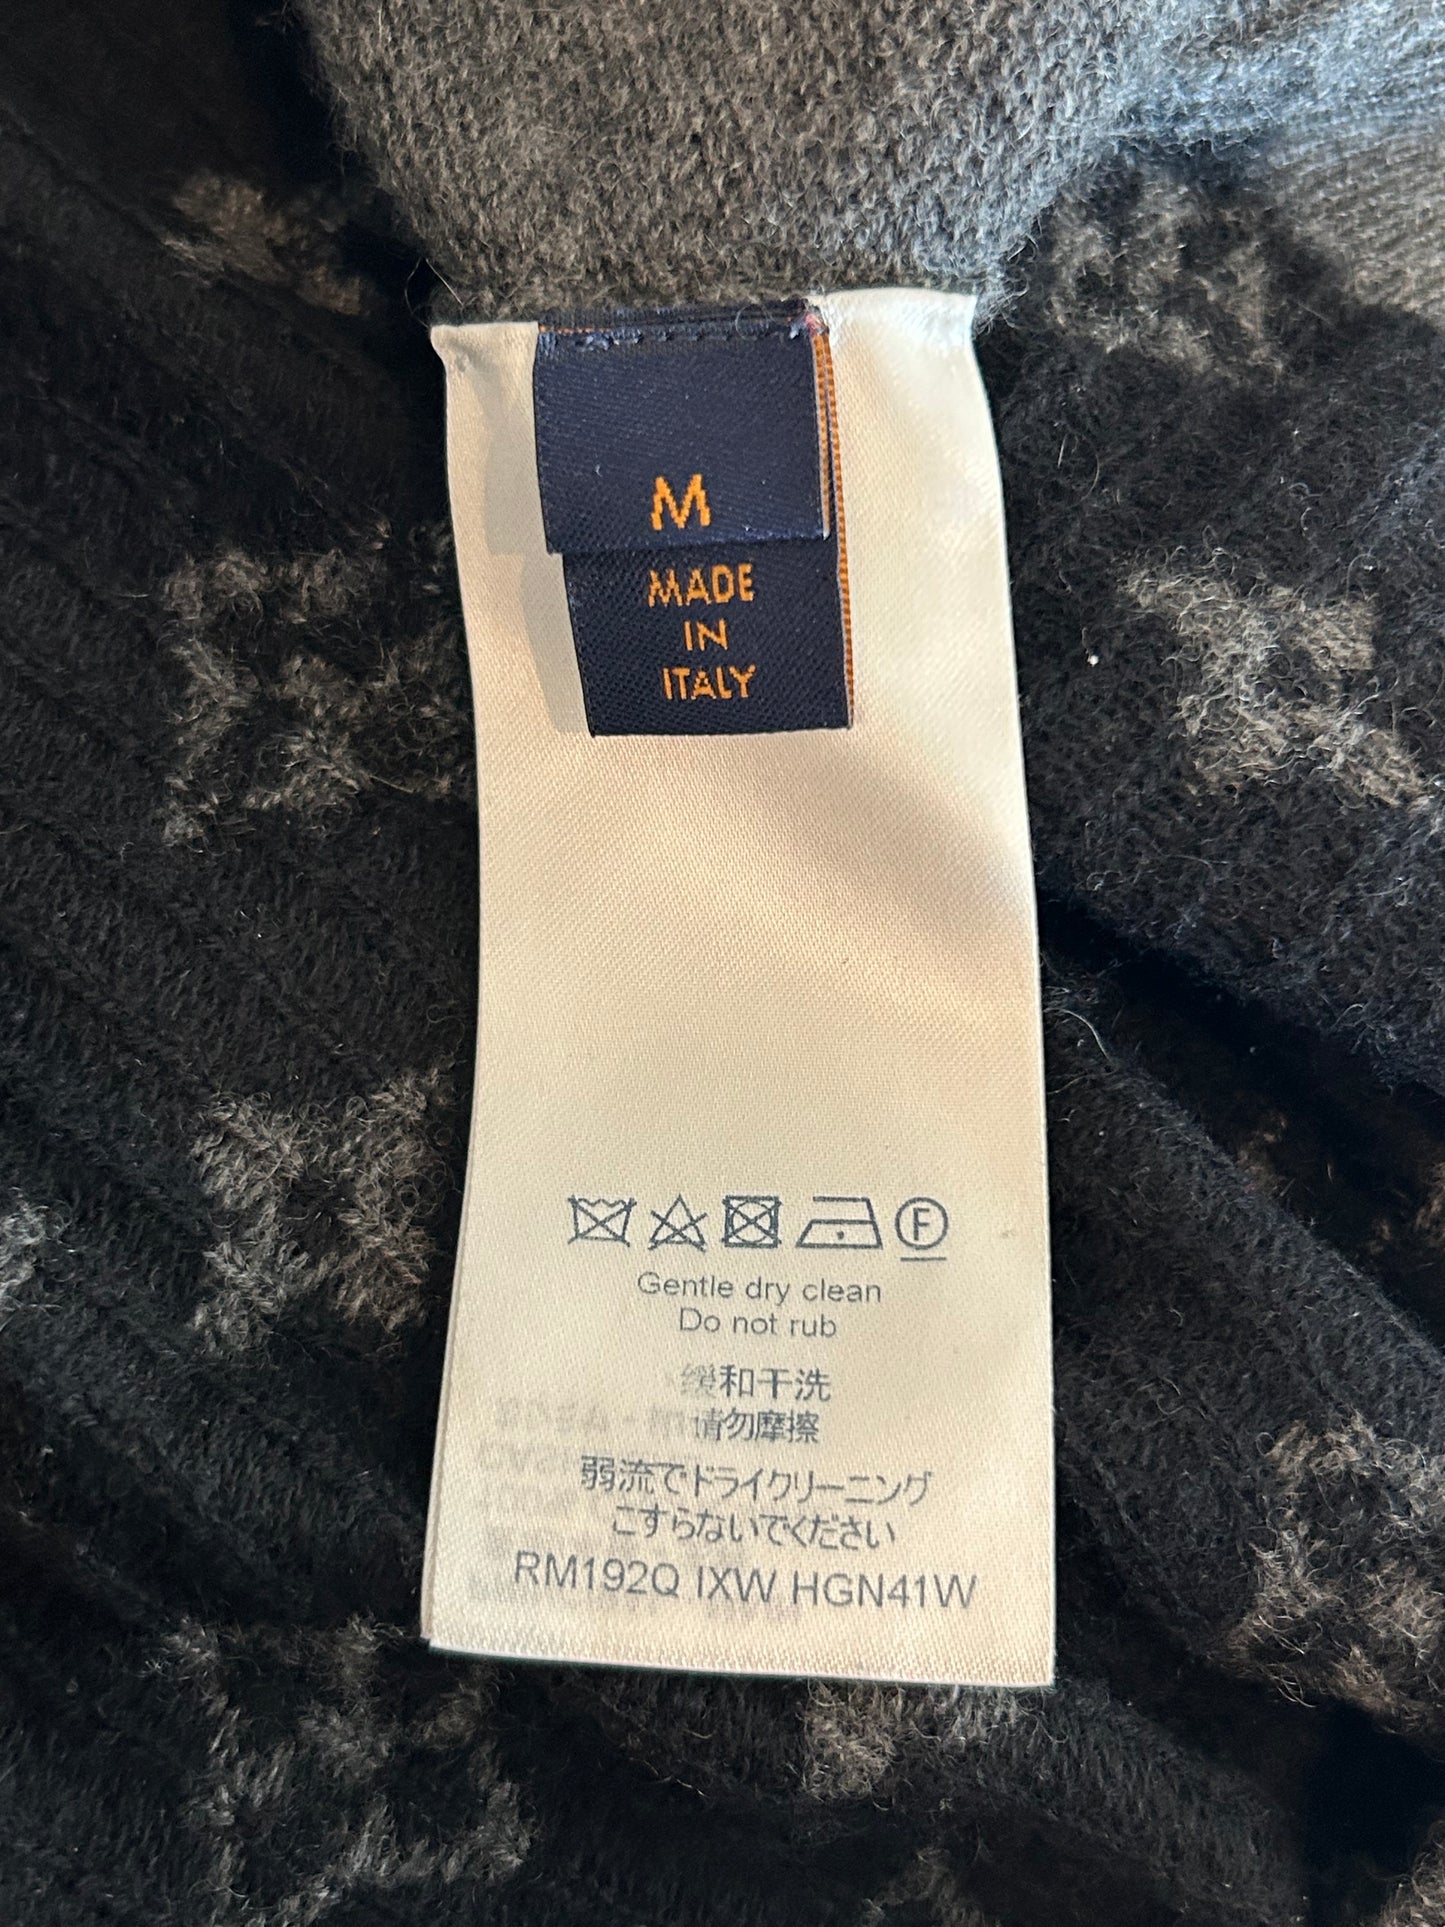 M
MADE
IN
ITALY
F
Gentle dry clean
Do not rub
缓和干洗
请勿摩擦
弱流でドライクリーニング
こすらないでください
RM192Q IXW HGN41W